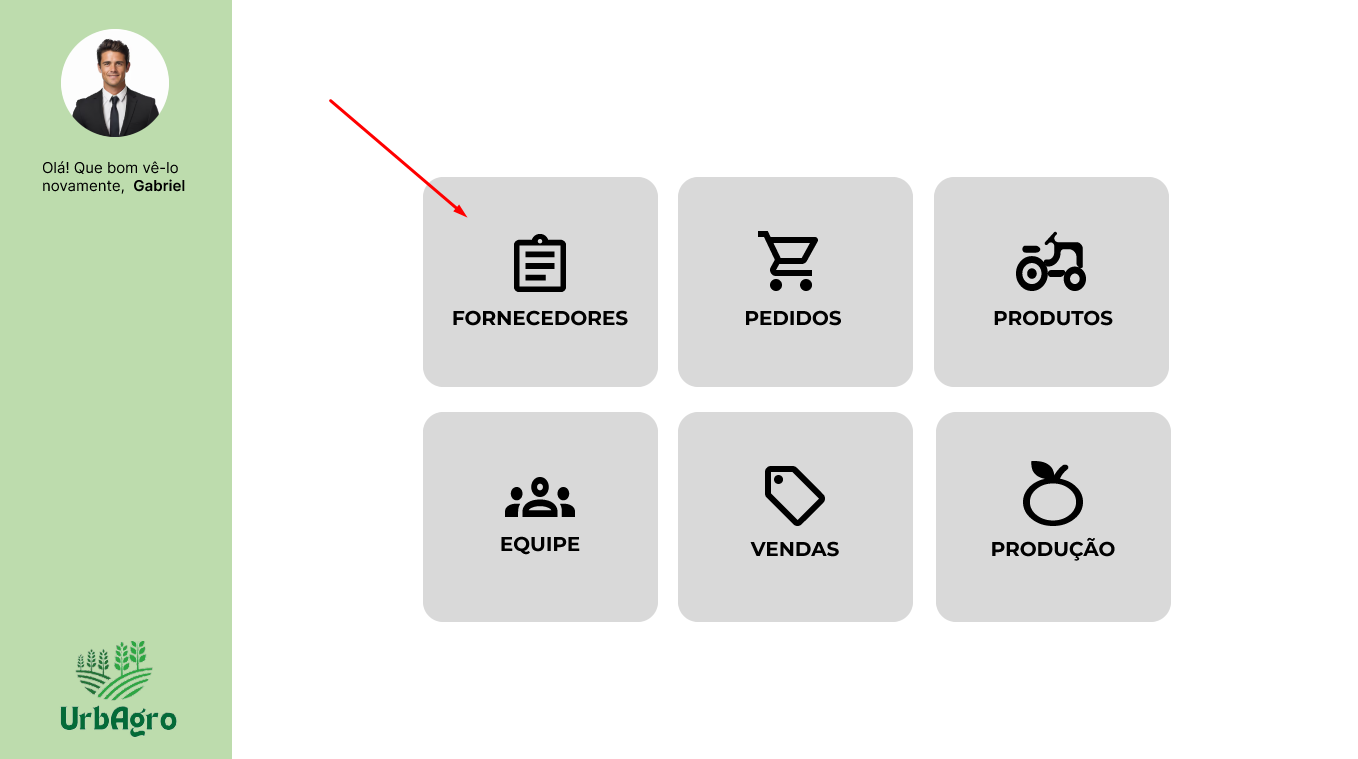 Olá! Que bom vê-lo
novamente, Gabriel
FORNECEDORES
PEDIDOS
PRODUTOS
EQUIPE
VENDAS
PRODUÇÃO
UrbAgro